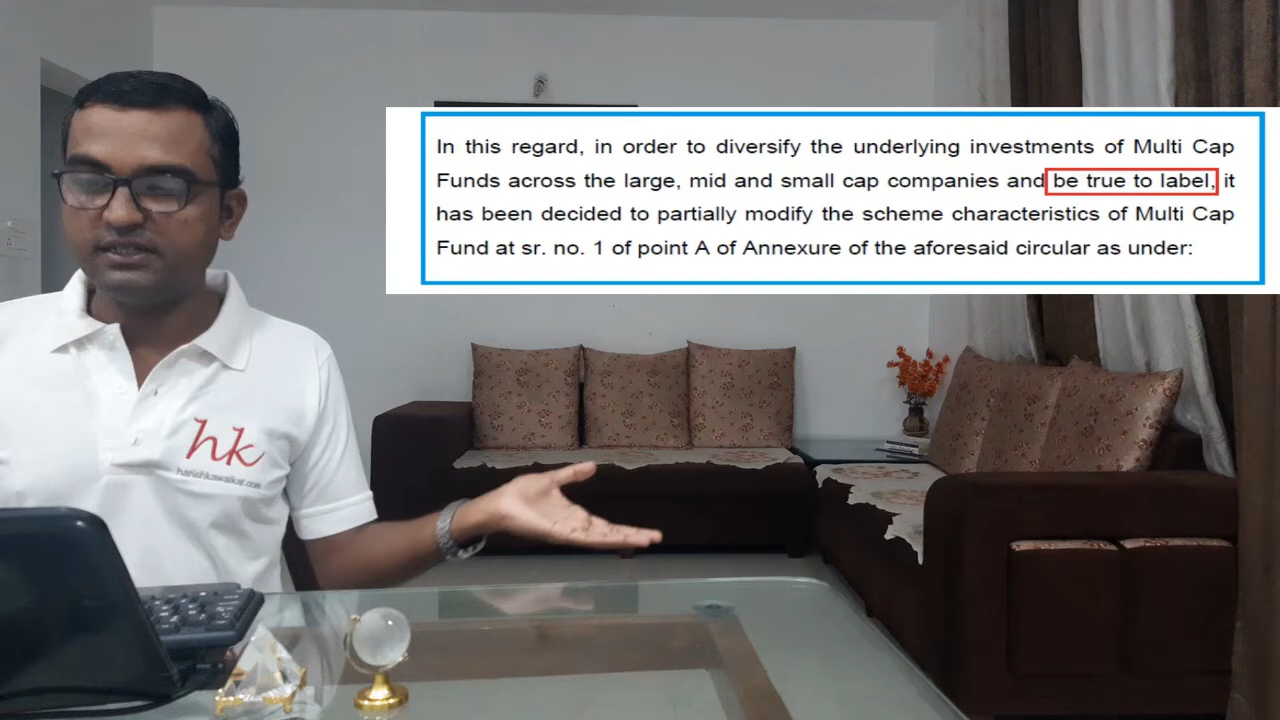 In this regard, in order to diversify the underlying investments of Multi Cap
Funds across the large, mid and small cap companies and be true to label, it
has been decided to partially modify the scheme characteristics of Multi Cap
Fund at sr. no. 1 of point A of Annexure of the aforesaid circular as under:
hk
harishkawalkar.com